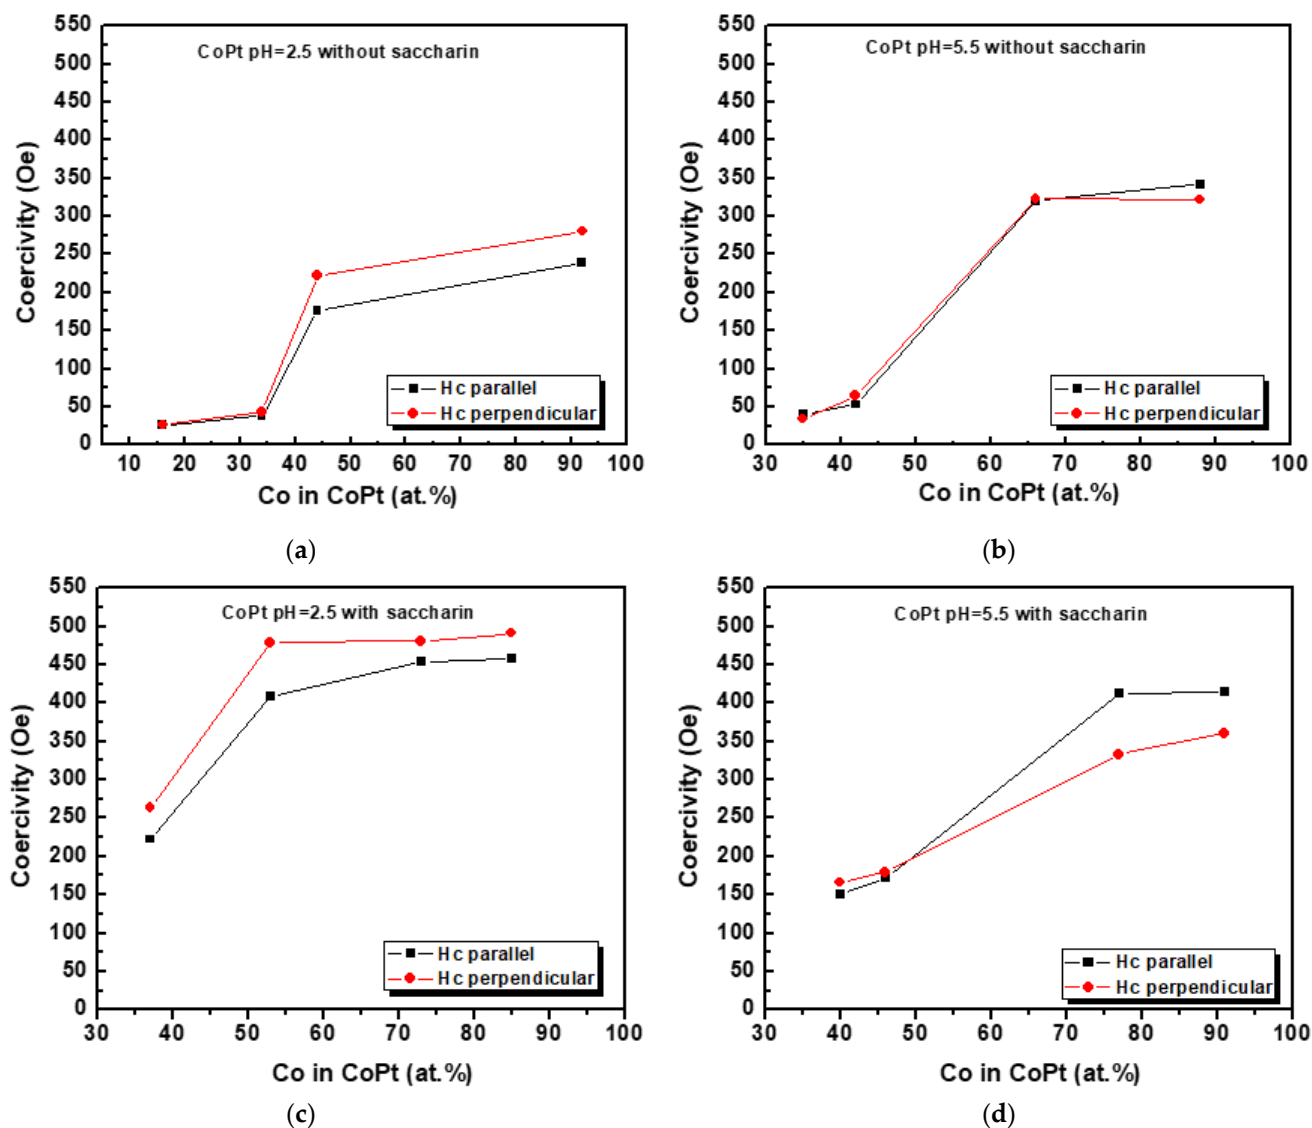 CoPt pH=2.5 without saccharin
Coercivity (Oe)
550
500
450
400
350
300
250
200
150
100
50
0
Hc parallel
Hc perpendicular
10 20 30 40 50 60 70 80 90 100
Co in CoPt (at.%)
(a)
CoPt pH=5.5 without saccharin
Coercivity (Oe)
550
500
450
400
350
300
250
200
150
100
50
0
Hc parallel
Hc perpendicular
30 40 50 60 70 80 90 100
Co in CoPt (at.%)
(b)
CoPt pH=2.5 with saccharin
Coercivity (Oe)
550
500
450
400
350
300
250
200
150
100
50
0
Hc parallel
Hc perpendicular
30 40 50 60 70 80 90 100
Co in CoPt (at.%)
(c)
CoPt pH=5.5 with saccharin
Coercivity (Oe)
550
500
450
400
350
300
250
200
150
100
50
0
Hc parallel
Hc perpendicular
30 40 50 60 70 80 90 100
Co in CoPt (at.%)
(d)